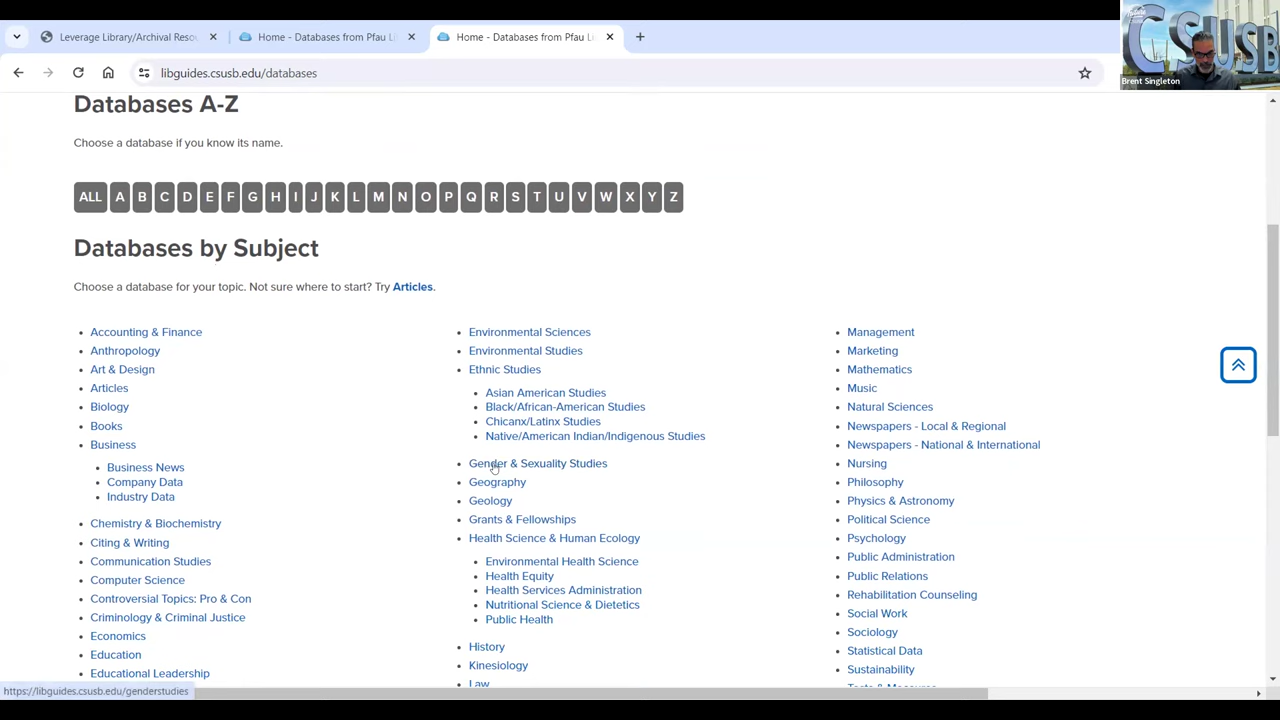 Leverage Library/Archival Reso
Home - Databases from Pfau Li
Home - Databases from Pfau Li
libguides.csusb.edu/databases
CSUSB
Brent Singleton
Databases A-Z
Choose a database if you know its name.
ALL A B C D E F G H I J K L M N O P Q R S T U V W X Y Z
Databases by Subject
Choose a database for your topic. Not sure where to start? Try Articles.
Accounting & Finance
Anthropology
Art & Design
Articles
Biology
Books
Business
Business News
Company Data
Industry Data
Chemistry & Biochemistry
Citing & Writing
Communication Studies
Computer Science
Controversial Topics: Pro & Con
Criminology & Criminal Justice
Economics
Education
Educational Leadership
Environmental Sciences
Environmental Studies
Ethnic Studies
Asian American Studies
Black/African-American Studies
Chicanx/Latinx Studies
Native/American Indian/Indigenous Studies
Gender & Sexuality Studies
Geography
Geology
Grants & Fellowships
Health Science & Human Ecology
Environmental Health Science
Health Equity
Health Services Administration
Nutritional Science & Dietetics
Public Health
History
Kinesiology
Law
Management
Marketing
Mathematics
Music
Natural Sciences
Newspapers - Local & Regional
Newspapers - National & International
Nursing
Philosophy
Physics & Astronomy
Political Science
Psychology
Public Administration
Public Relations
Rehabilitation Counseling
Social Work
Sociology
Statistical Data
Sustainability
Tests & Measures
https://libguides.csusb.edu/genderstudies